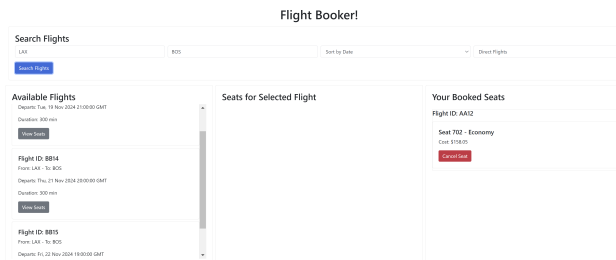 Flight Booker!
Search Flights
LAX
BOS
Sort by Date
Direct Flights
Search Flights
Available Flights
Departs: Tue, 19 Nov 2024 21:00:00 GMT
Duration: 300 min
View Seats
Flight ID: BB14
From: LAX - To: BOS
Departs: Thu, 21 Nov 2024 20:00:00 GMT
Duration: 300 min
View Seats
Flight ID: BB15
From: LAX - To: BOS
Departs: Fri, 22 Nov 2024 19:00:00 GMT
Seats for Selected Flight
Your Booked Seats
Flight ID: AA12
Seat 702 - Economy
Cost: $158.05
Cancel Seat